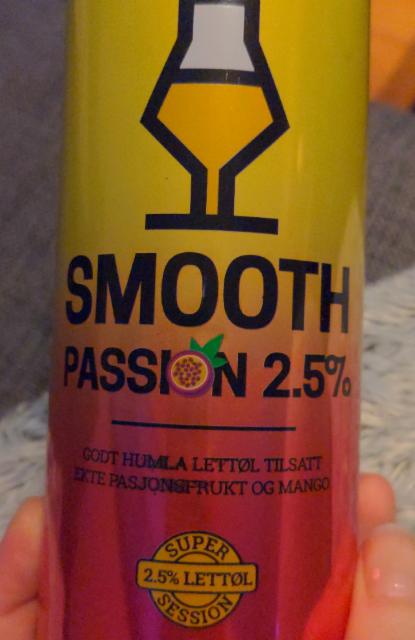 SMOOTH
PASSION 2.5%
GODT HUMLA LETTØL TILSATT
EKTE PASJONSFRUKT OG MANGO
SUPER
2.5% LETTØL
SESSION